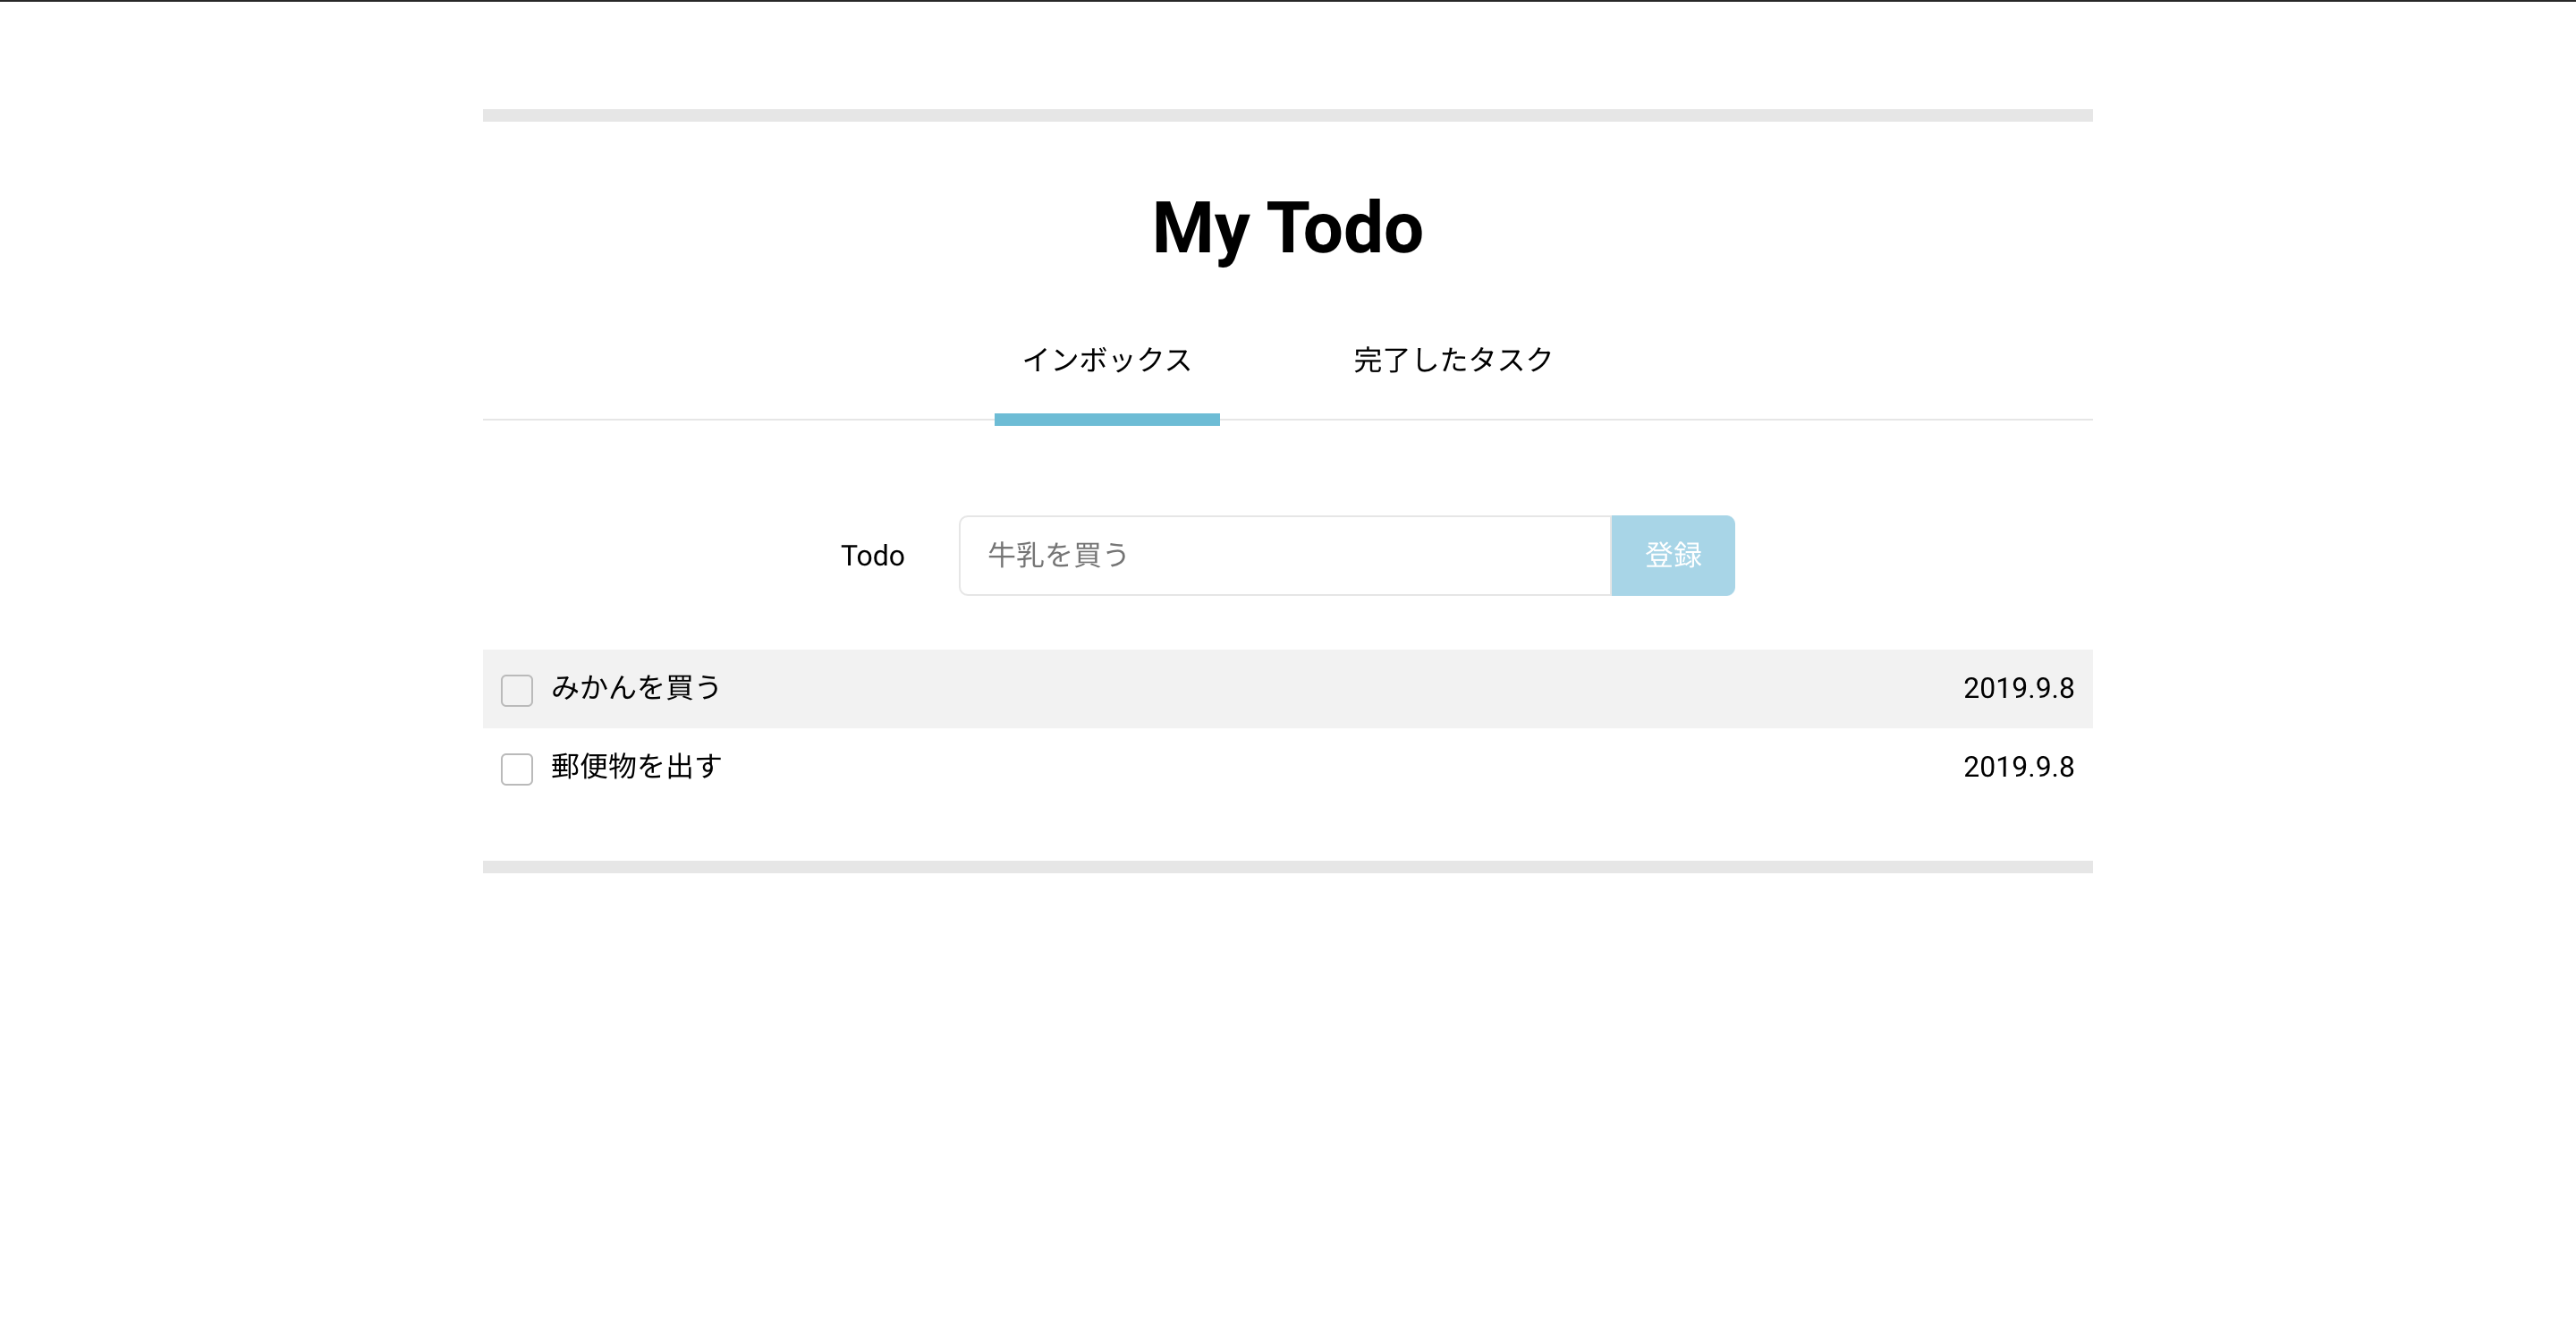 My Todo
インボックス 完了したタスク
Todo 牛乳を買う 登録
みかんを買う 2019.9.8
郵便物を出す 2019.9.8